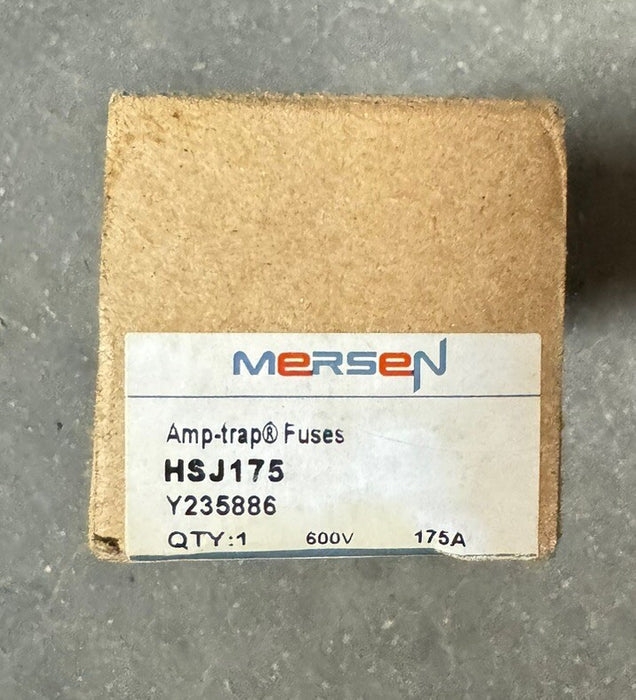 MERSEN
Amp-trap® Fuses
HSJ175
Y235886
QTY:1 600V 175A